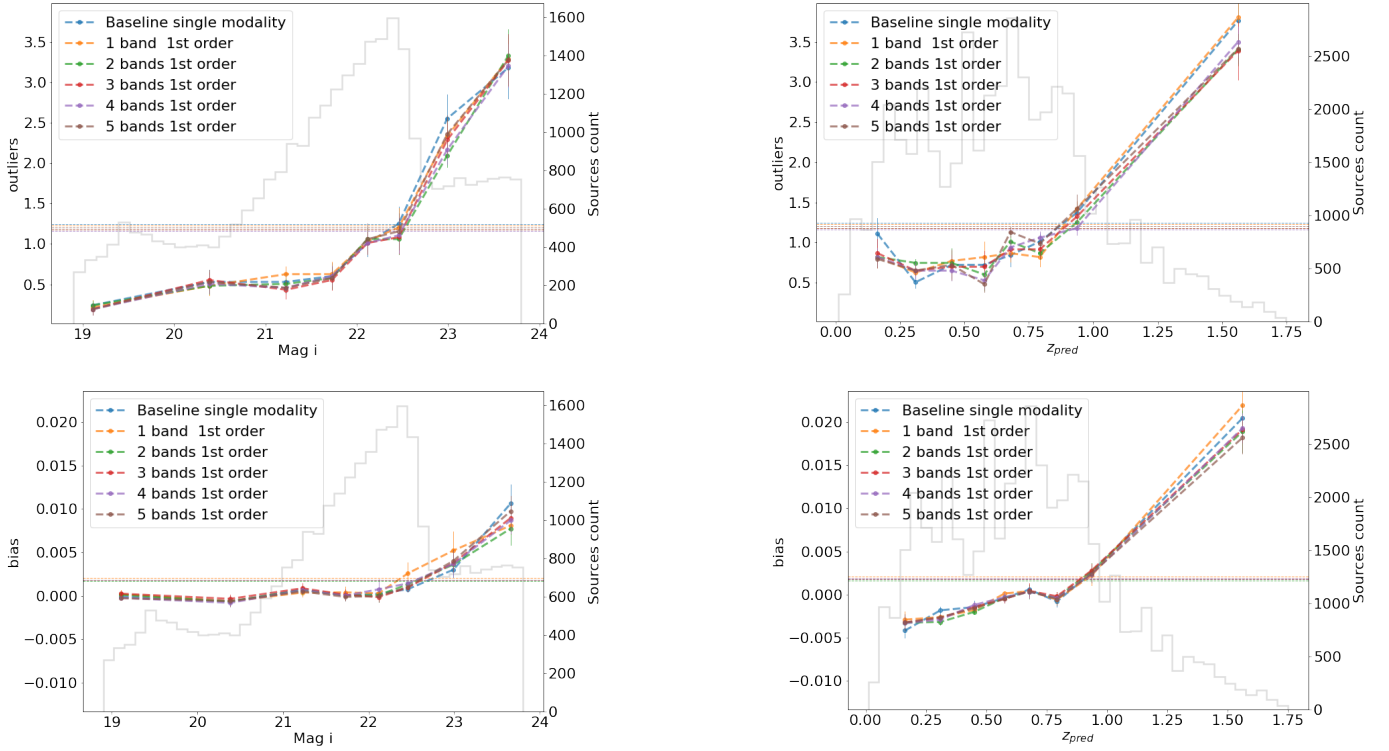 Baseline single modality
1 band  1st order
2 bands 1st order
3 bands 1st order
4 bands 1st order
5 bands 1st order
3.5
3.0
2.5
2.0
1.5
1.0
0.5
outliers
19 20 21 22 23 24
Mag i
1600
1400
1200
1000
800
600
400
200
0
Sources count
Baseline single modality
1 band  1st order
2 bands 1st order
3 bands 1st order
4 bands 1st order
5 bands 1st order
3.5
3.0
2.5
2.0
1.5
1.0
0.5
outliers
0.00 0.25 0.50 0.75 1.00 1.25 1.50 1.75
z_pred
2500
2000
1500
1000
500
0
Sources count
Baseline single modality
1 band  1st order
2 bands 1st order
3 bands 1st order
4 bands 1st order
5 bands 1st order
0.020
0.015
0.010
0.005
0.000
−0.005
−0.010
bias
19 20 21 22 23 24
Mag i
1600
1400
1200
1000
800
600
400
200
0
Sources count
Baseline single modality
1 band  1st order
2 bands 1st order
3 bands 1st order
4 bands 1st order
5 bands 1st order
0.020
0.015
0.010
0.005
0.000
−0.005
−0.010
bias
0.00 0.25 0.50 0.75 1.00 1.25 1.50 1.75
z_pred
2500
2000
1500
1000
500
0
Sources count